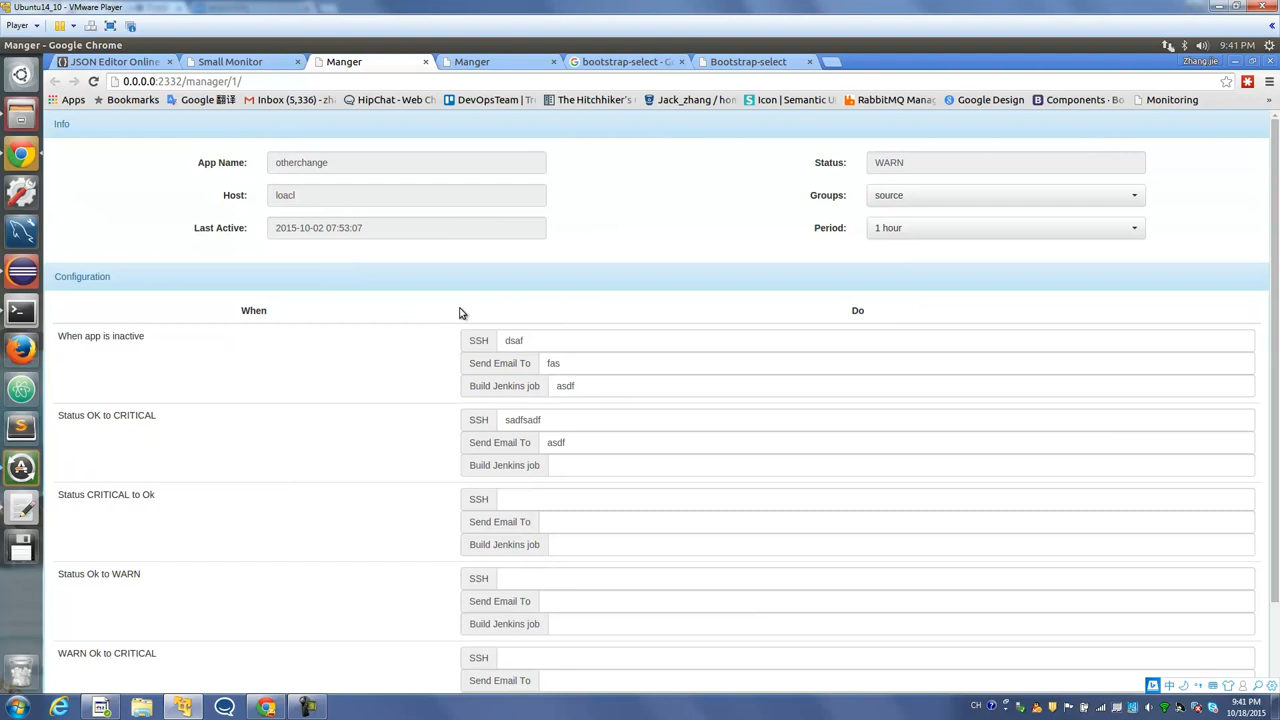 Ubuntu14_10 - VMware Player
Player
Manger - Google Chrome
9:41 PM
JSON Editor Online
Small Monitor
Manger
Manger
bootstrap-select - G
Bootstrap-select
Zhang jie
0.0.0.0:2332/manager/1/
Apps
Bookmarks
Google 翻译
Inbox (5,336) - zh
HipChat - Web C
DevOpsTeam | T
The Hitchhiker's
Jack_zhang / ho
Icon | Semantic U
RabbitMQ Mana
Google Design
Components · Bo
Monitoring
Info
App Name: otherchange
Status: WARN
Host: loacl
Groups: source
Last Active: 2015-10-02 07:53:07
Period: 1 hour
Configuration
When
Do
When app is inactive
SSH dsaf
Send Email To fas
Build Jenkins job asdf
Status OK to CRITICAL
SSH sadfsadf
Send Email To asdf
Build Jenkins job
Status CRITICAL to Ok
SSH
Send Email To
Build Jenkins job
Status Ok to WARN
SSH
Send Email To
Build Jenkins job
WARN Ok to CRITICAL
SSH
Send Email To
中
CH
9:41 PM
10/18/2015